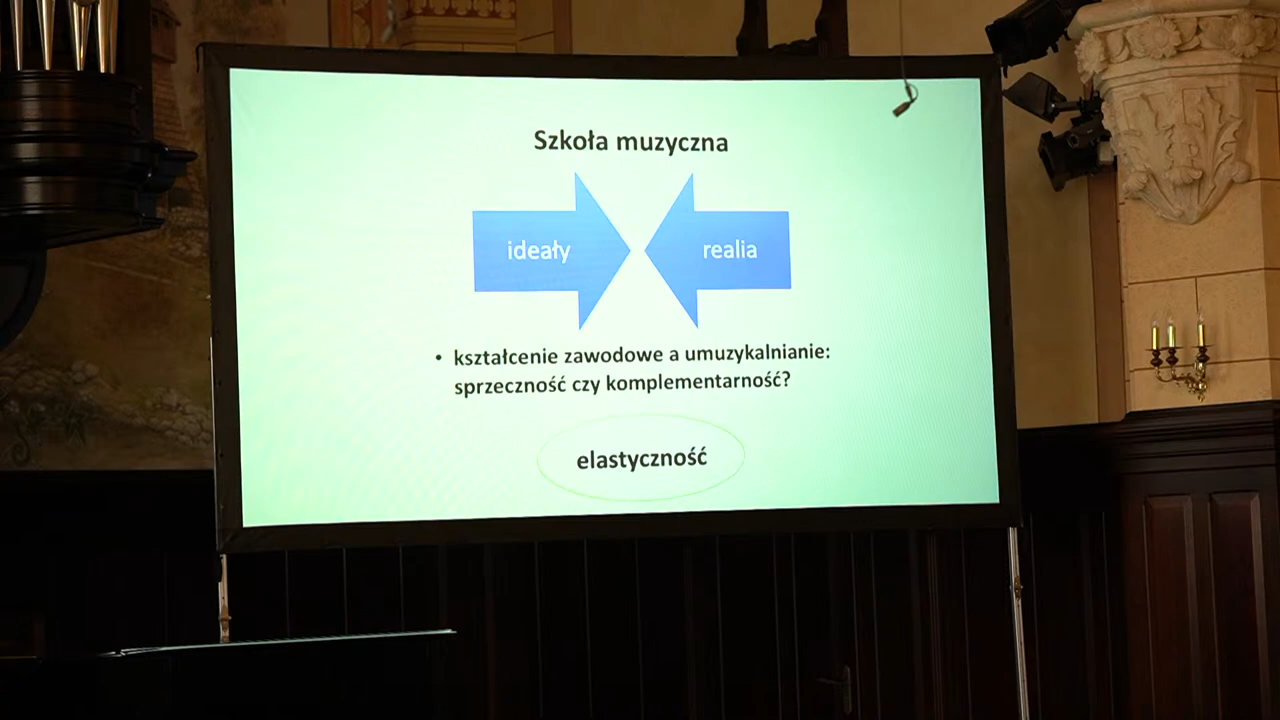 Szkoła muzyczna
ideały
realia
• kształcenie zawodowe a umuzykalnianie:
sprzeczność czy komplementarność?
elastyczność